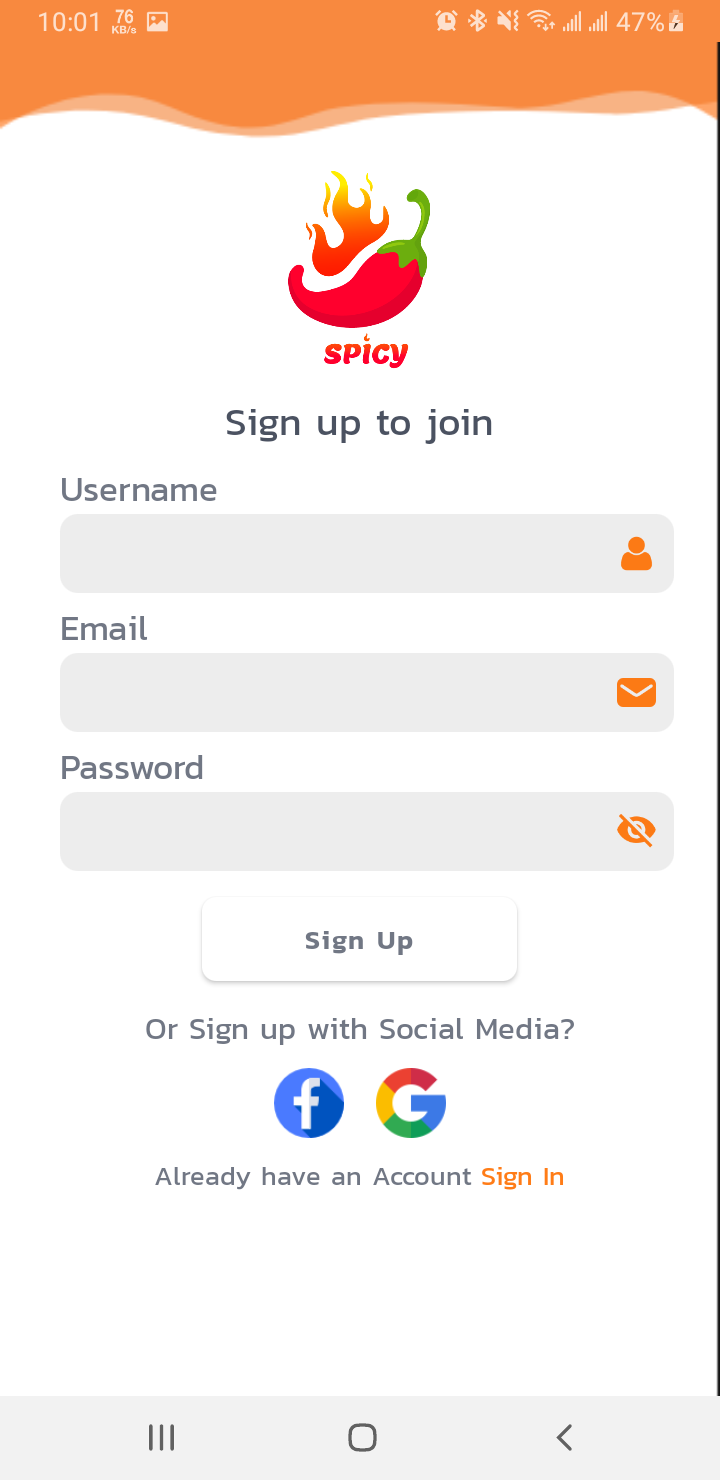 10:01 76 KB/s 47%
spicy
Sign up to join
Username
Email
Password
Sign Up
Or Sign up with Social Media?
Already have an Account Sign In